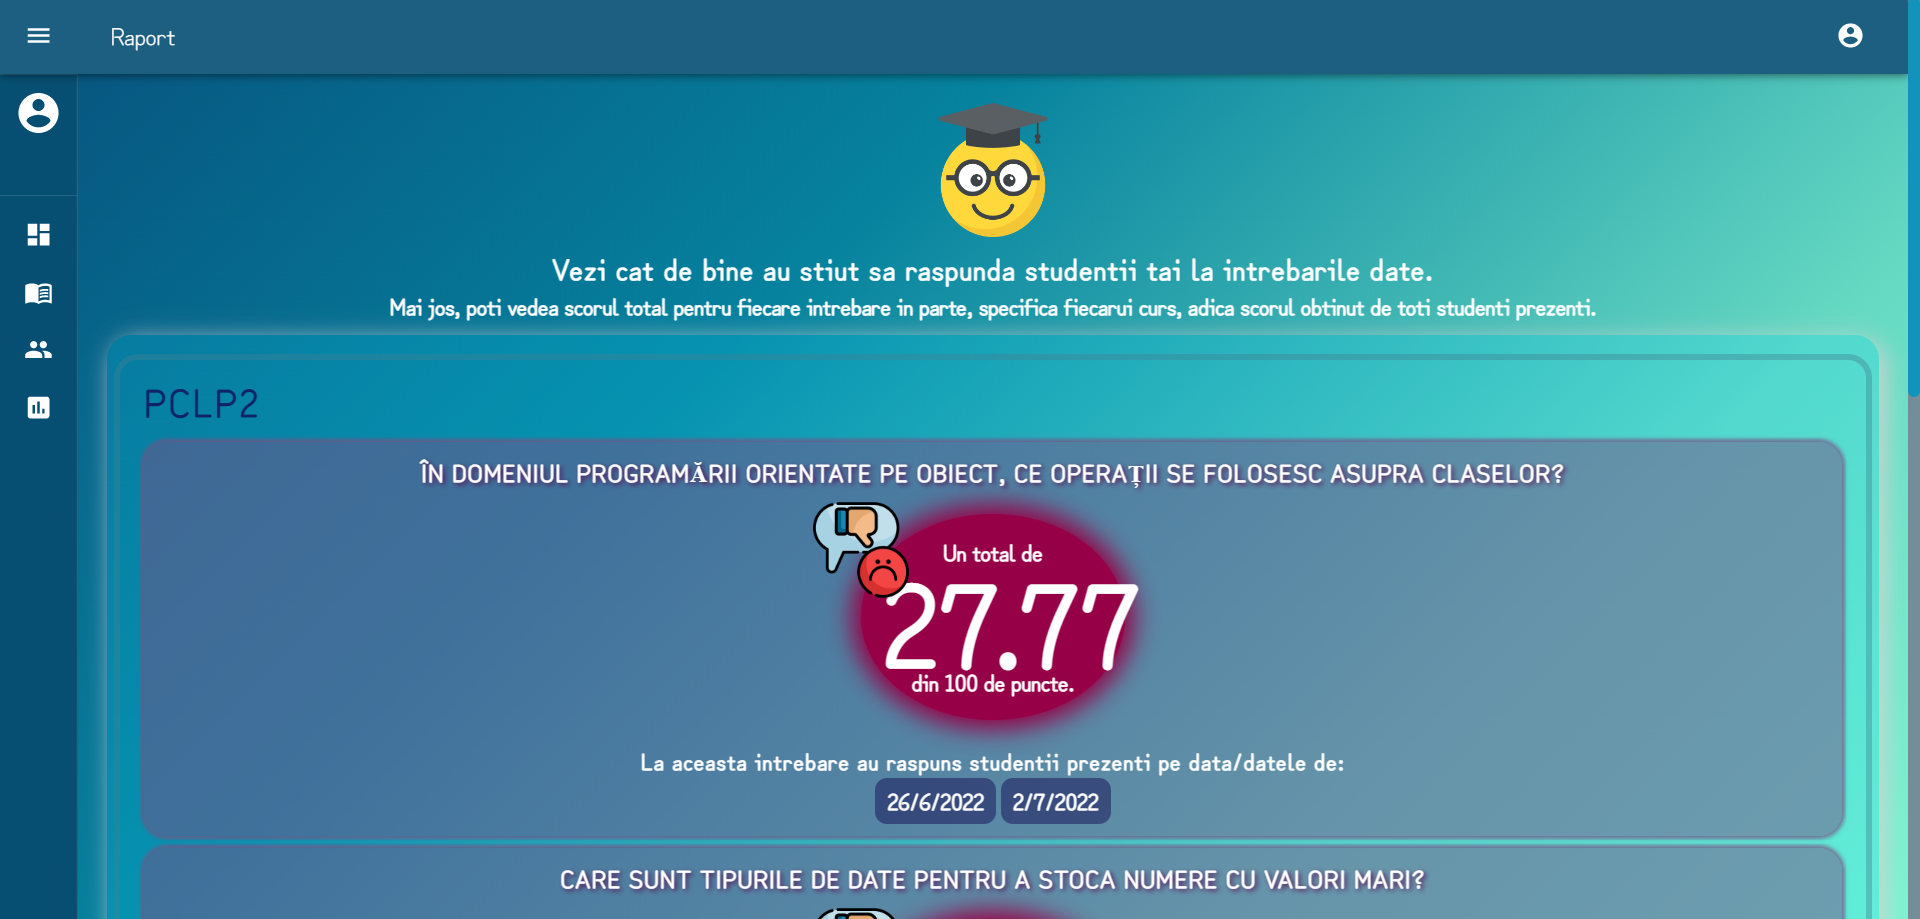 Raport
Vezi cat de bine au stiut sa raspunda studentii tai la intrebarile date.
Mai jos, poti vedea scorul total pentru fiecare intrebare in parte, specifica fiecarui curs, adica scorul obtinut de toti studenti prezenti.
PCLP2
ÎN DOMENIUL PROGRAMĂRII ORIENTATE PE OBIECT, CE OPERAȚII SE FOLOSESC ASUPRA CLASELOR?
Un total de
27.77
din 100 de puncte.
La aceasta intrebare au raspuns studentii prezenti pe data/datele de:
26/6/2022 2/7/2022
CARE SUNT TIPURILE DE DATE PENTRU A STOCA NUMERE CU VALORI MARI?